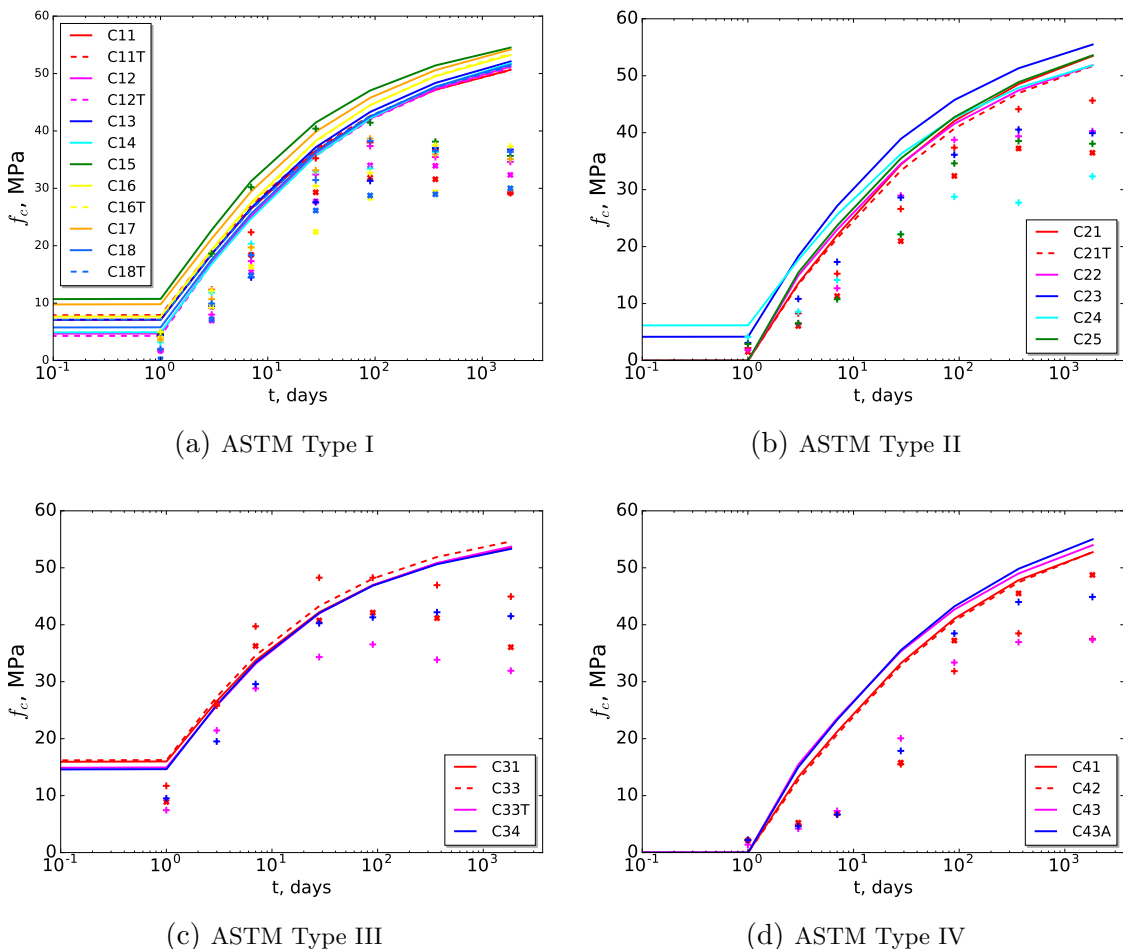 60
50
40
30
20
10
0
f_c, MPa
C11
C11T
C12
C12T
C13
C14
C15
C16
C16T
C17
C18
C18T
10^-1 10^0 10^1 10^2 10^3
t, days
(a) ASTM Type I
60
50
40
30
20
10
0
f_c, MPa
C21
C21T
C22
C23
C24
C25
10^-1 10^0 10^1 10^2 10^3
t, days
(b) ASTM Type II
60
50
40
30
20
10
0
f_c, MPa
C31
C33
C33T
C34
10^-1 10^0 10^1 10^2 10^3
t, days
(c) ASTM Type III
60
50
40
30
20
10
0
f_c, MPa
C41
C42
C43
C43A
10^-1 10^0 10^1 10^2 10^3
t, days
(d) ASTM Type IV